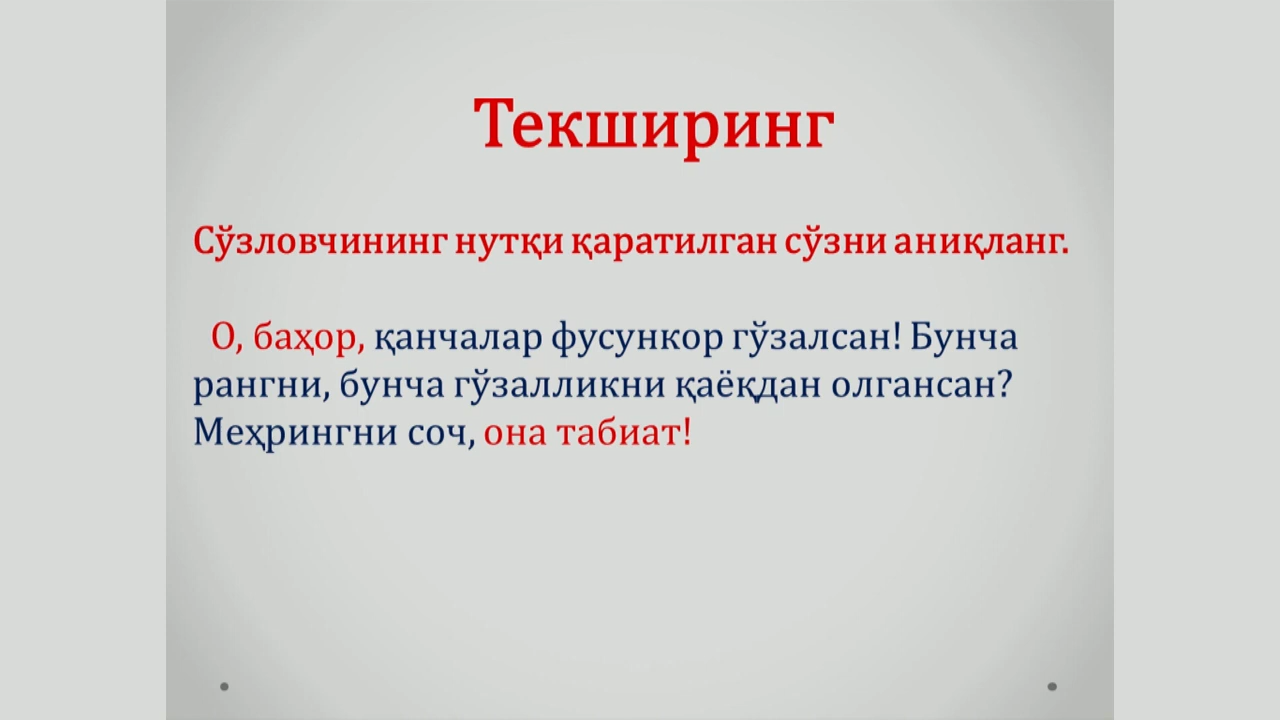 Текширинг
Сўзловчининг нутқи қаратилган сўзни аниқланг.
О, баҳор, қанчалар фусункор гўзалсан! Бунча
рангни, бунча гўзалликни қаёқдан олгансан?
Меҳрингни соч, она табиат!